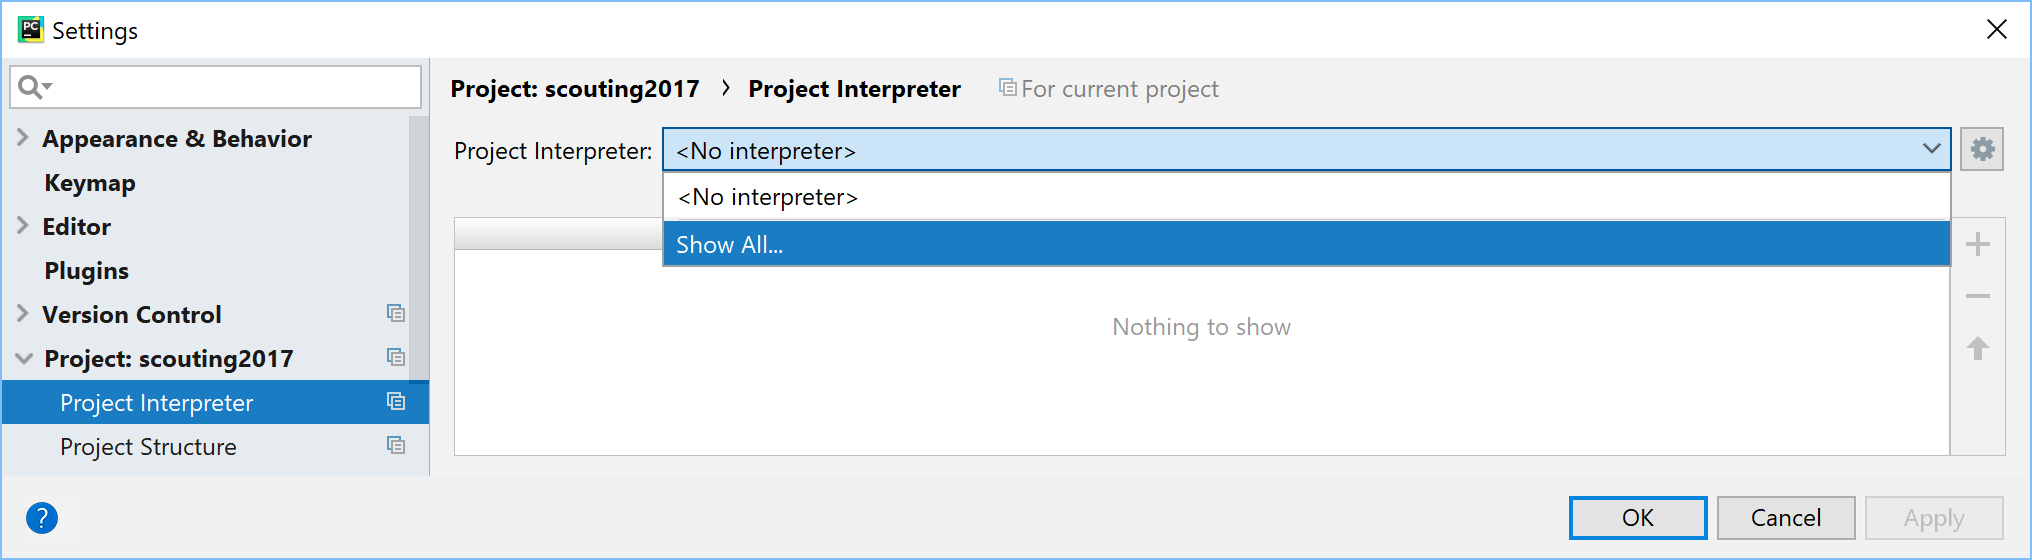 PC Settings
Project: scouting2017 › Project Interpreter For current project
Appearance & Behavior
Project Interpreter: <No interpreter>
Keymap
<No interpreter>
Editor
Show All...
Plugins
Version Control
Nothing to show
Project: scouting2017
Project Interpreter
Project Structure
? OK Cancel Apply